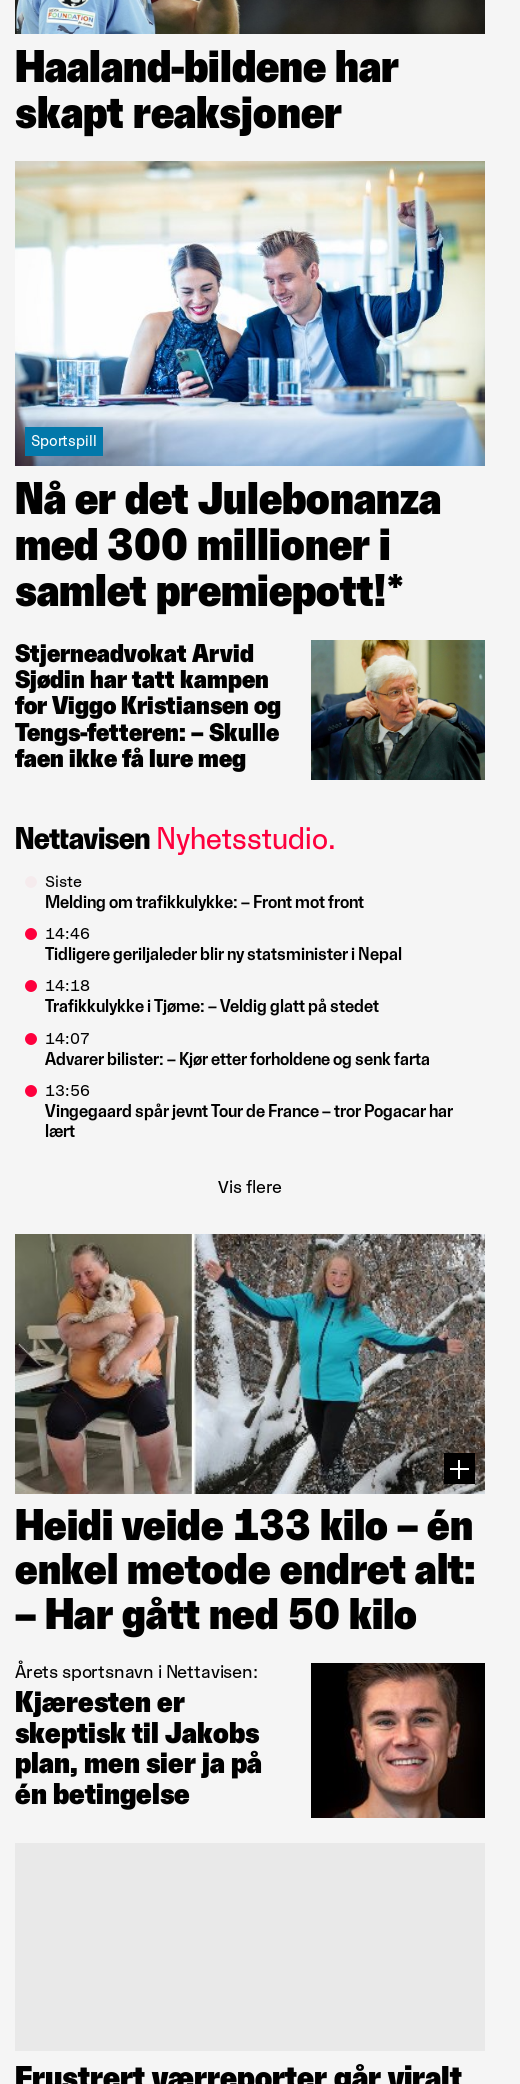 FOUNDATION
Haaland-bildene har
skapt reaksjoner
Sportspill
Nå er det Julebonanza
med 300 millioner i
samlet premiepott!*
Stjerneadvokat Arvid
Sjødin har tatt kampen
for Viggo Kristiansen og
Tengs-fetteren: – Skulle
faen ikke få lure meg
Nettavisen Nyhetsstudio.
Siste
Melding om trafikkulykke: – Front mot front
14:46
Tidligere geriljaleder blir ny statsminister i Nepal
14:18
Trafikkulykke i Tjøme: – Veldig glatt på stedet
14:07
Advarer bilister: – Kjør etter forholdene og senk farta
13:56
Vingegaard spår jevnt Tour de France – tror Pogacar har
lært
Vis flere
Heidi veide 133 kilo – én
enkel metode endret alt:
– Har gått ned 50 kilo
Årets sportsnavn i Nettavisen:
Kjæresten er
skeptisk til Jakobs
plan, men sier ja på
én betingelse
Frustrert værreporter går viralt